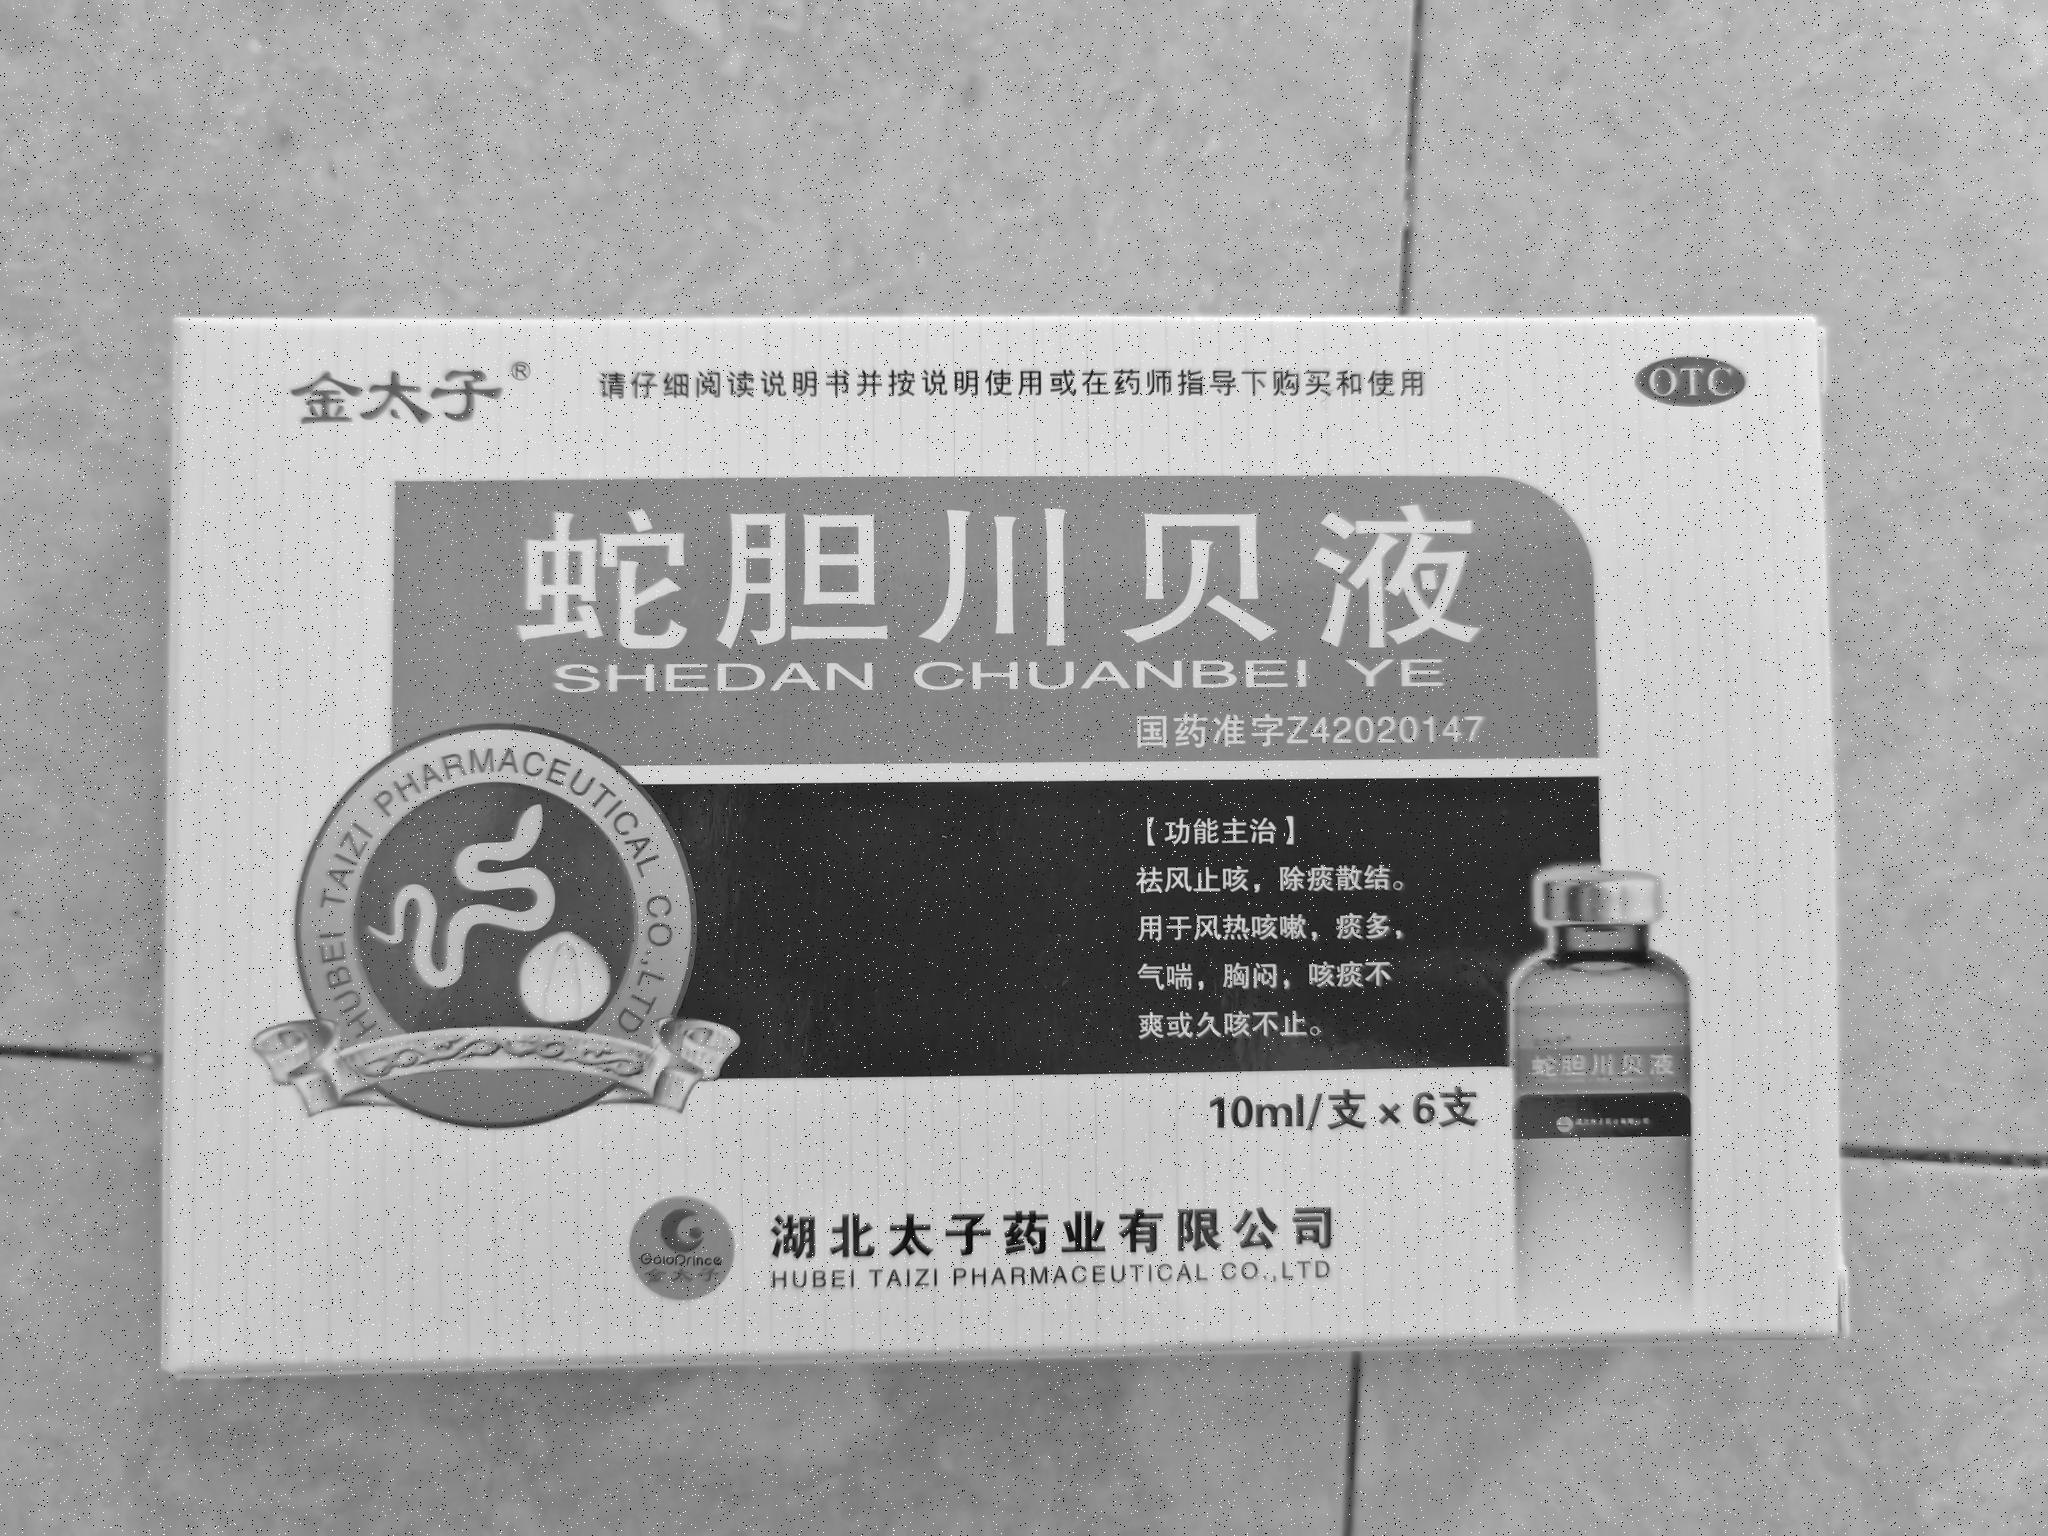 金太子®
请仔细阅读说明书并按说明使用或在药师指导下购买和使用
OTC
蛇胆川贝液
SHEDAN CHUANBEI YE
国药准字Z42020147
HUBEI TAIZI PHARMACEUTICAL CO.,LTD
【功能主治】
祛风止咳，除痰散结。
用于风热咳嗽，痰多，
气喘，胸闷，咳痰不
爽或久咳不止。
蛇胆川贝液
10ml/支×6支
GoldPrince
金太子
湖北太子药业有限公司
HUBEI TAIZI PHARMACEUTICAL CO.,LTD